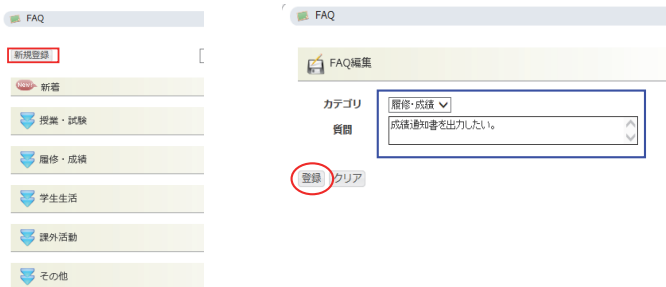 FAQ
新規登録
New!
新着
授業・試験
履修・成績
学生生活
課外活動
その他
FAQ
FAQ編集
カテゴリ 履修・成績
質問 成績通知書を出力したい。
登録 クリア